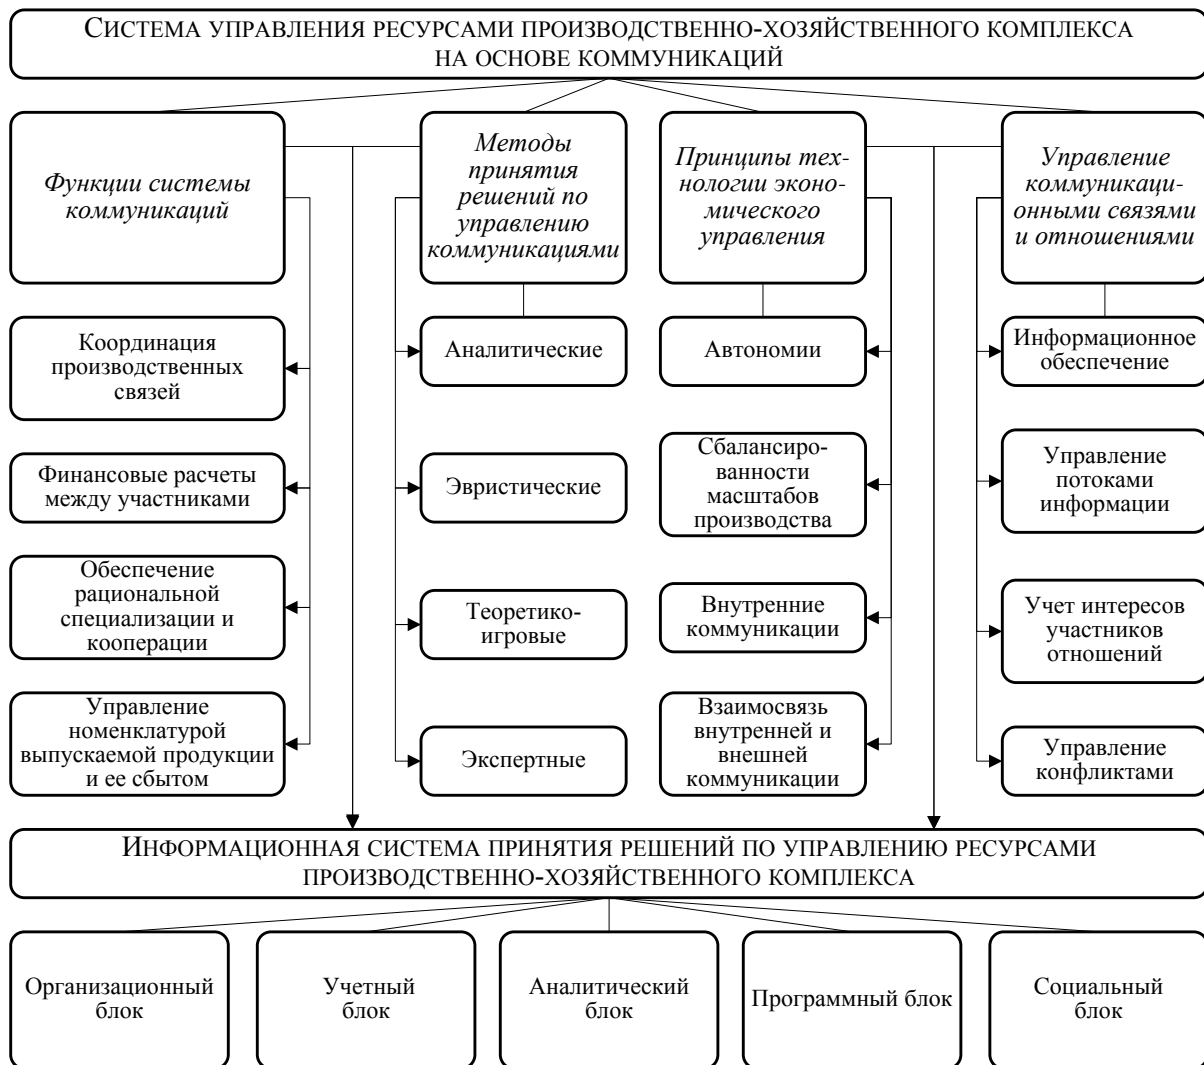 СИСТЕМА УПРАВЛЕНИЯ РЕСУРСАМИ ПРОИЗВОДСТВЕННО-ХОЗЯЙСТВЕННОГО КОМПЛЕКСА
НА ОСНОВЕ КОММУНИКАЦИЙ
Функции системы
коммуникаций
Методы
принятия
решений по
управлению
коммуникациями
Принципы тех-
нологии эконо-
мического
управления
Управление
коммуникаци-
онными связями
и отношениями
Координация
производственных
связей
Финансовые расчеты
между участниками
Обеспечение
рациональной
специализации и
кооперации
Управление
номенклатурой
выпускаемой продукции
и ее сбытом
Аналитические
Эвристические
Теоретико-
игровые
Экспертные
Автономии
Сбалансиро-
ванности
масштабов
производства
Внутренние
коммуникации
Взаимосвязь
внутренней и
внешней
коммуникации
Информационное
обеспечение
Управление
потоками
информации
Учет интересов
участников
отношений
Управление
конфликтами
ИНФОРМАЦИОННАЯ СИСТЕМА ПРИНЯТИЯ РЕШЕНИЙ ПО УПРАВЛЕНИЮ РЕСУРСАМИ
ПРОИЗВОДСТВЕННО-ХОЗЯЙСТВЕННОГО КОМПЛЕКСА
Организационный
блок
Учетный
блок
Аналитический
блок
Программный блок
Социальный
блок